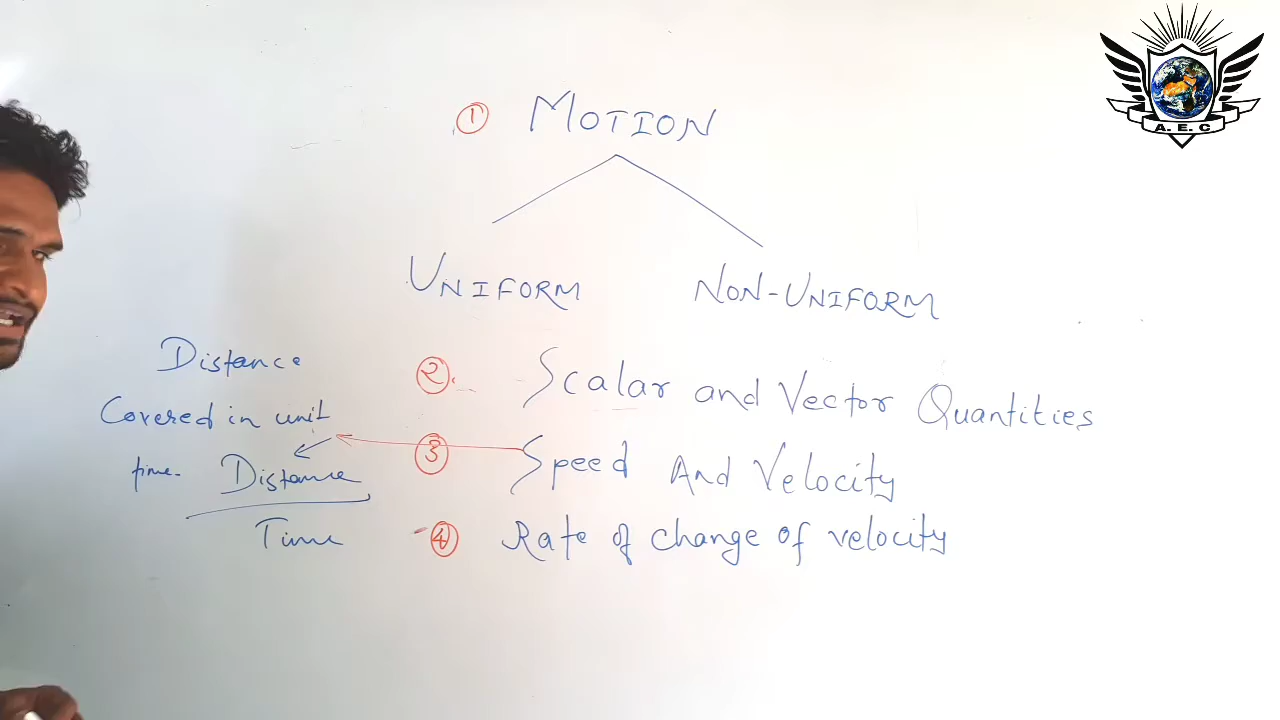 A. E. C
① MOTION
UNIFORM NON-UNIFORM
Distance
Covered in unit
time.
Distance
Time
②. Scalar and Vector Quantities
③ Speed And Velocity
④ Rate of change of velocity